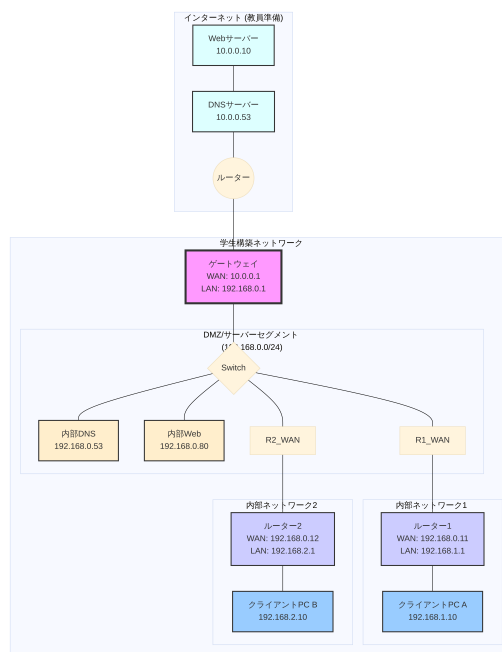 インターネット (教員準備)
Webサーバー
10.0.0.10
DNSサーバー
10.0.0.53
ルーター
学生構築ネットワーク
ゲートウェイ
WAN: 10.0.0.1
LAN: 192.168.0.1
DMZ/サーバーセグメント
(192.168.0.0/24)
Switch
内部DNS
192.168.0.53
内部Web
192.168.0.80
R2_WAN
R1_WAN
内部ネットワーク2
ルーター2
WAN: 192.168.0.12
LAN: 192.168.2.1
クライアントPC B
192.168.2.10
内部ネットワーク1
ルーター1
WAN: 192.168.0.11
LAN: 192.168.1.1
クライアントPC A
192.168.1.10